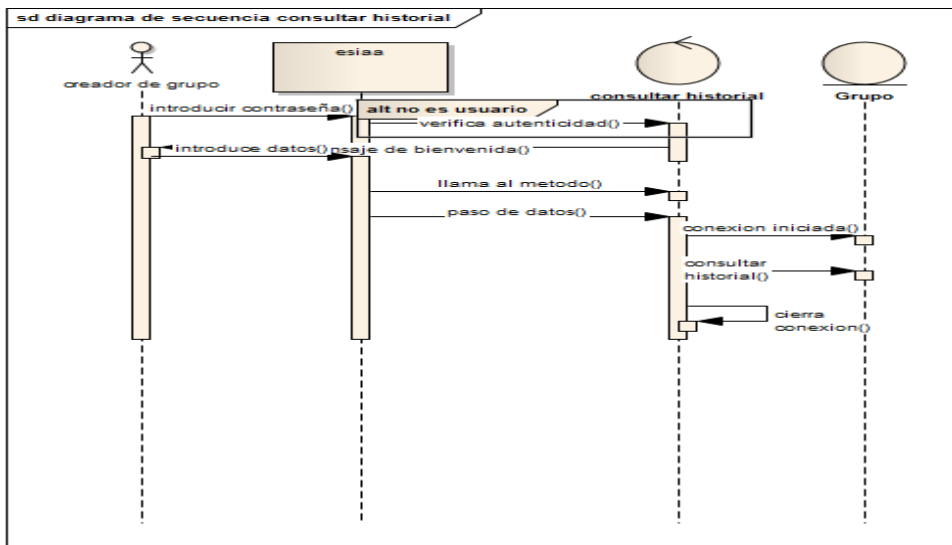 sd diagrama de secuencia consultar historial
esiaa
creador de grupo
consultar historial
Grupo
introducir contraseña()
alt no es usuario
verifica autenticidad()
introduce datos()
de bienvenida()
llama al metodo()
paso de datos()
conexion iniciada()
consultar
historial()
cierra
conexion()